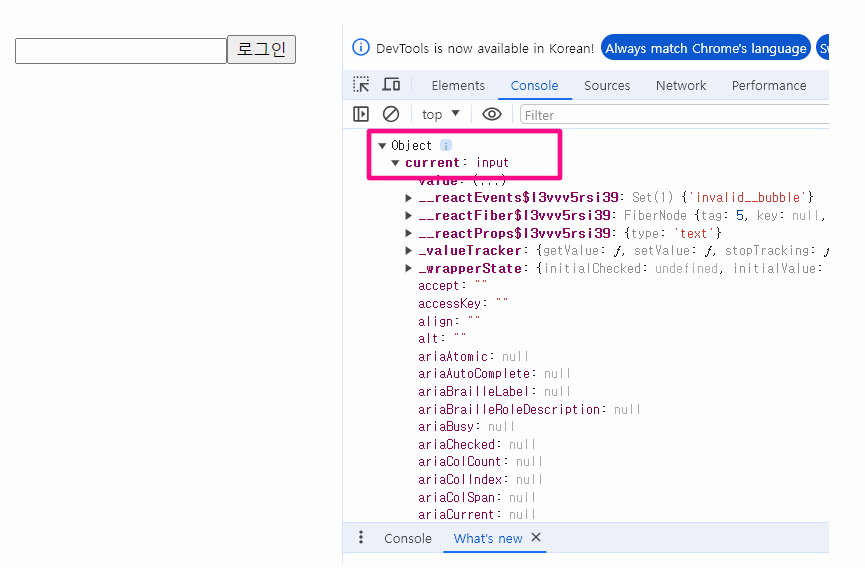 로그인
DevTools is now available in Korean! Always match Chrome's language
Elements Console Sources Network Performance
top Filter
Object i
current: input
value: (...)
__reactEvents$l3vvv5rsi39: Set(1) {'invalid__bubble'}
__reactFiber$l3vvv5rsi39: FiberNode {tag: 5, key: null,
__reactProps$l3vvv5rsi39: {type: 'text'}
_valueTracker: {getValue: ƒ, setValue: ƒ, stopTracking: ƒ
_wrapperState: {initialChecked: undefined, initialValue:
accept: ""
accessKey: ""
align: ""
alt: ""
ariaAtomic: null
ariaAutoComplete: null
ariaBrailleLabel: null
ariaBrailleRoleDescription: null
ariaBusy: null
ariaChecked: null
ariaColCount: null
ariaColIndex: null
ariaColSpan: null
ariaCurrent: null
Console What's new